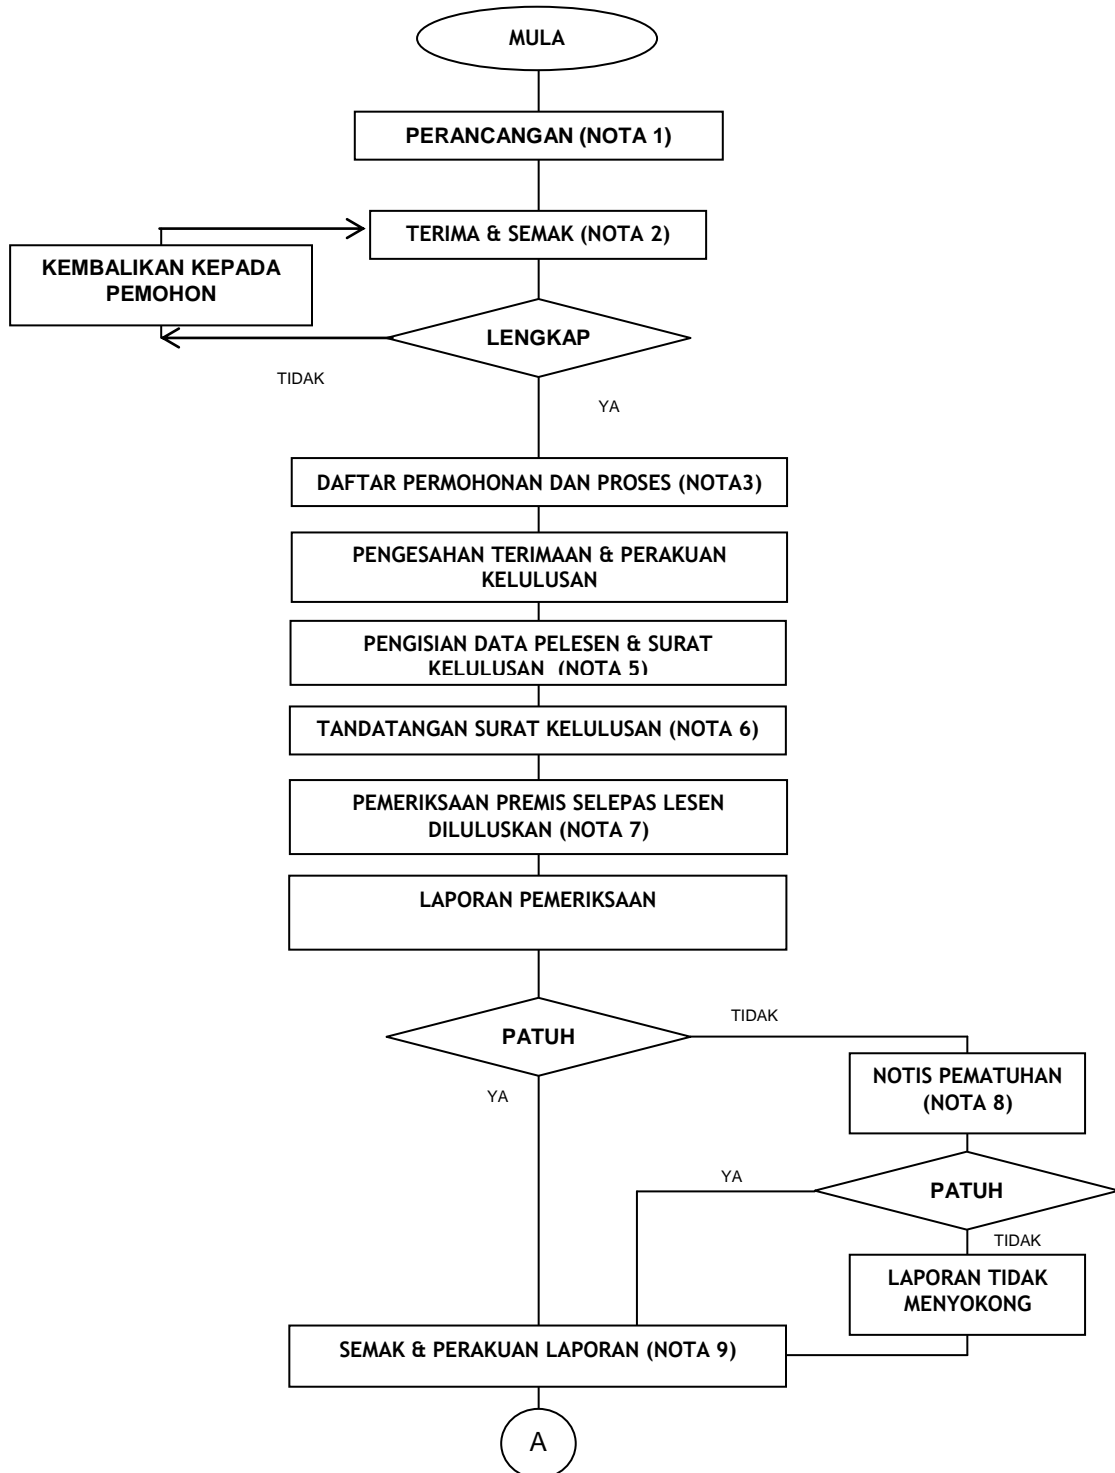 MULA
PERANCANGAN (NOTA 1)
TERIMA & SEMAK (NOTA 2)
KEMBALIKAN KEPADA
PEMOHON
LENGKAP
TIDAK
YA
DAFTAR PERMOHONAN DAN PROSES (NOTA3)
PENGESAHAN TERIMAAN & PERAKUAN
KELULUSAN
PENGISIAN DATA PELESEN & SURAT
KELULUSAN (NOTA 5)
TANDATANGAN SURAT KELULUSAN (NOTA 6)
PEMERIKSAAN PREMIS SELEPAS LESEN
DILULUSKAN (NOTA 7)
LAPORAN PEMERIKSAAN
PATUH
TIDAK
YA
NOTIS PEMATUHAN
(NOTA 8)
YA
PATUH
TIDAK
LAPORAN TIDAK
MENYOKONG
SEMAK & PERAKUAN LAPORAN (NOTA 9)
A